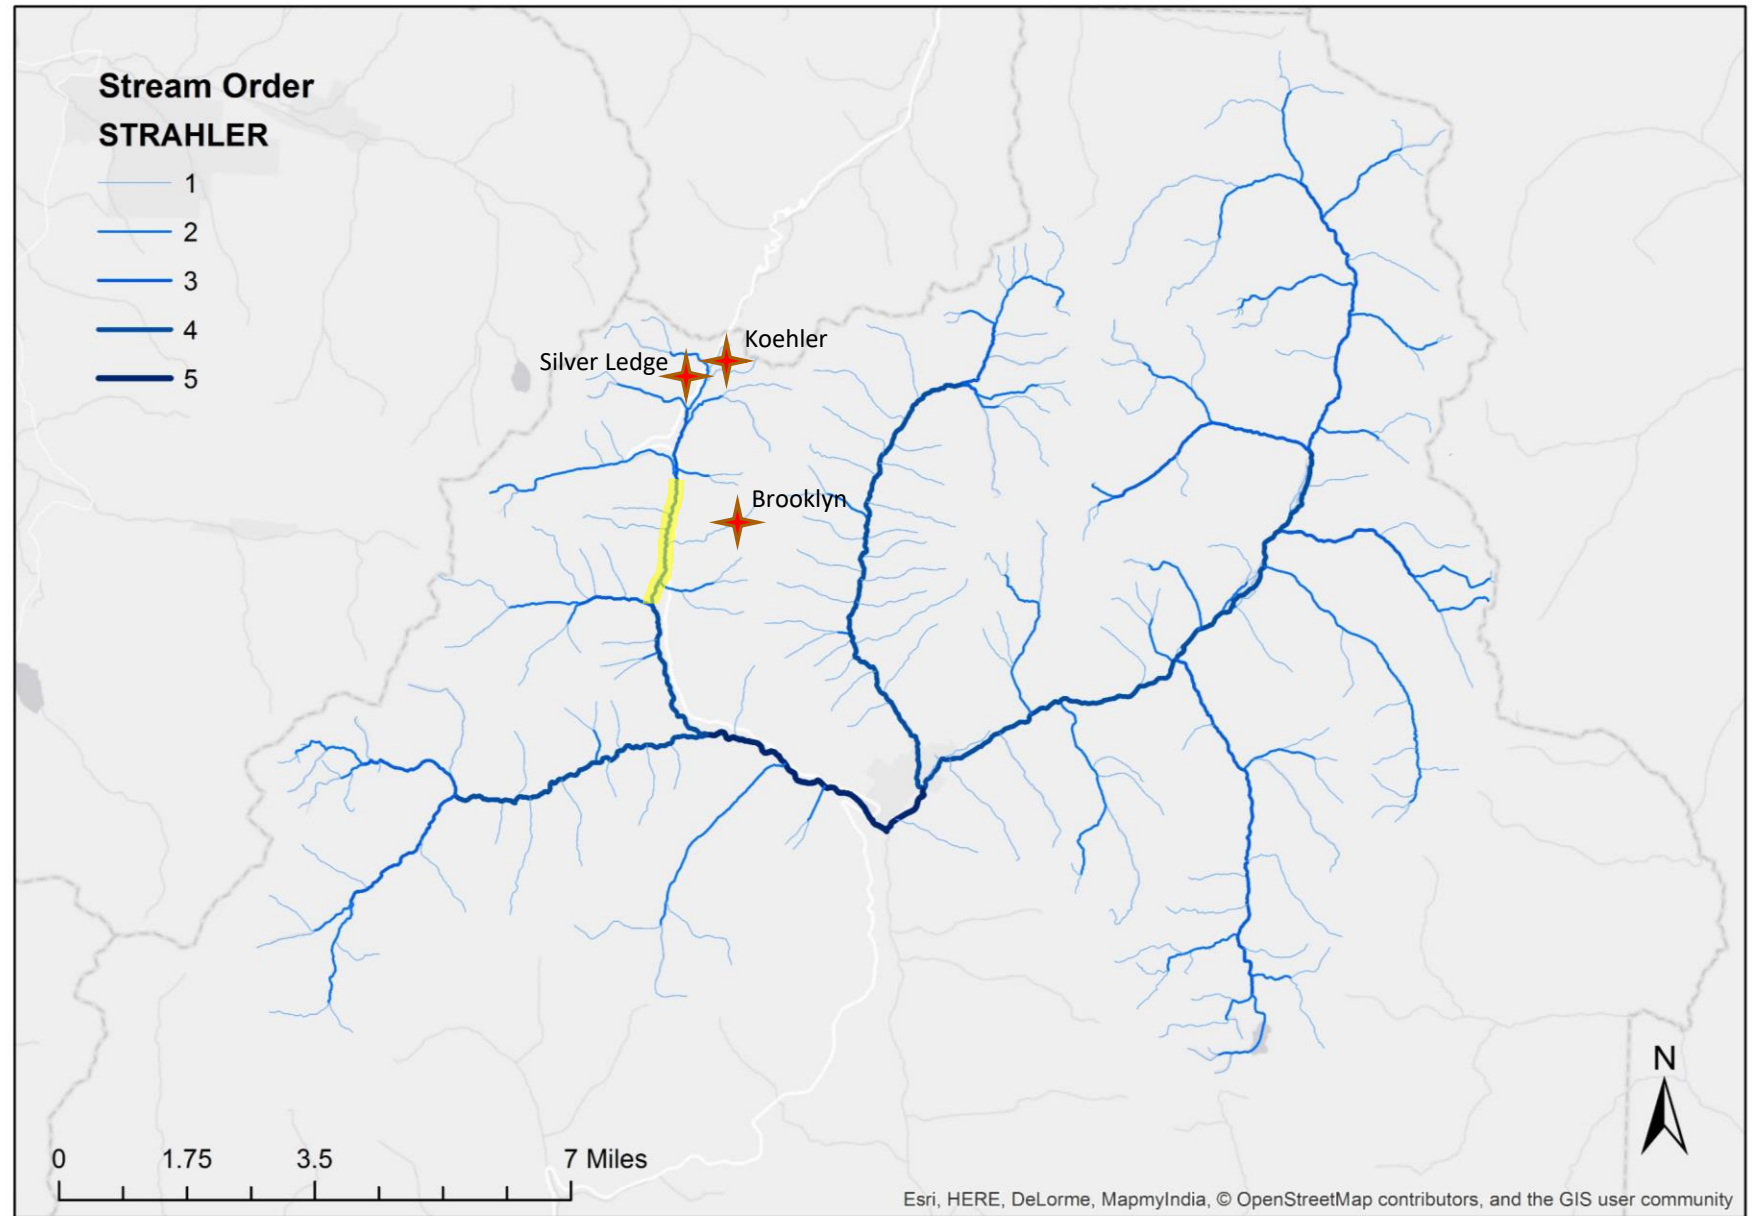 Stream Order
STRAHLER
1
2
3
4
5
Koehler
Silver Ledge
Brooklyn
N
0 1.75 3.5 7 Miles
Esri, HERE, DeLorme, MapmyIndia, © OpenStreetMap contributors, and the GIS user community